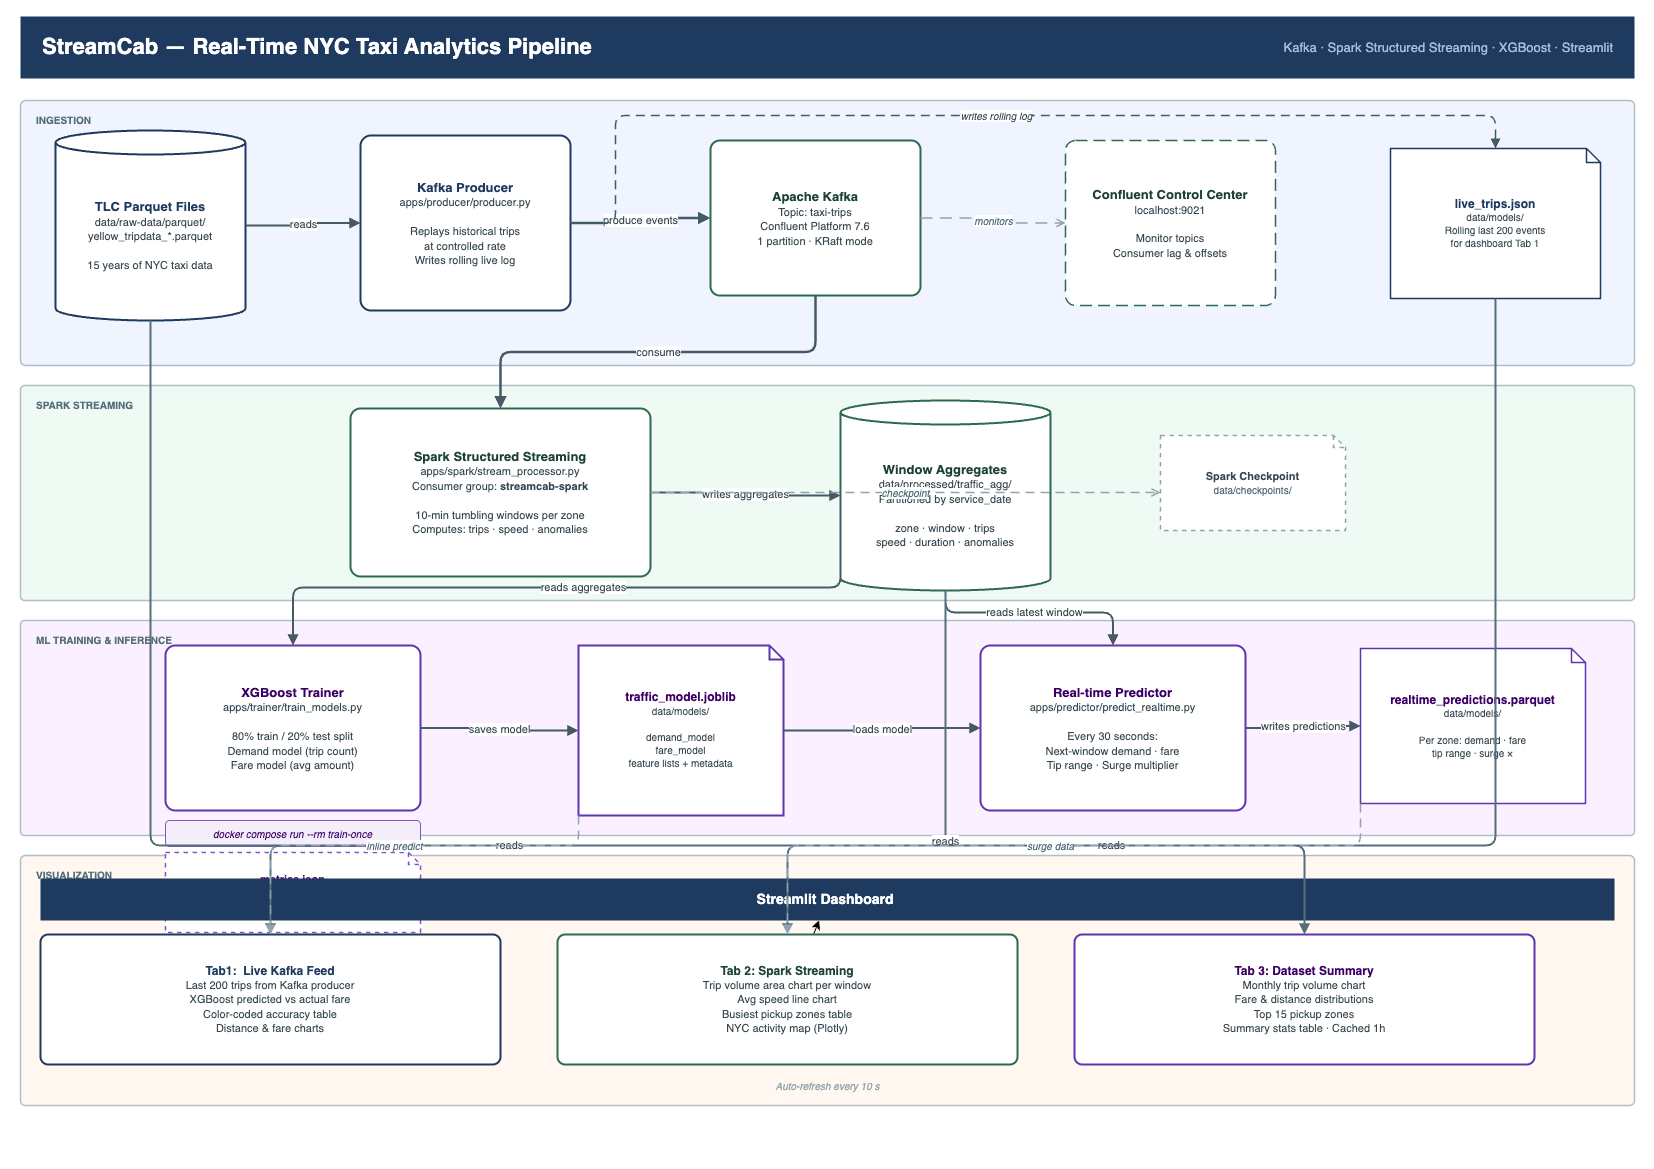 StreamCab — Real-Time NYC Taxi Analytics Pipeline
Kafka · Spark Structured Streaming · XGBoost · Streamlit
INGESTION
writes rolling log
TLC Parquet Files
data/raw-data/parquet/
yellow_tripdata_*.parquet
15 years of NYC taxi data
reads
Kafka Producer
apps/producer/producer.py
Replays historical trips
at controlled rate
Writes rolling live log
produce events
Apache Kafka
Topic: taxi-trips
Confluent Platform 7.6
1 partition · KRaft mode
monitors
Confluent Control Center
localhost:9021
Monitor topics
Consumer lag & offsets
live_trips.json
data/models/
Rolling last 200 events
for dashboard Tab 1
consume
SPARK STREAMING
Spark Structured Streaming
apps/spark/stream_processor.py
Consumer group: streamcab-spark
10-min tumbling windows per zone
Computes: trips · speed · anomalies
writes aggregates
Window Aggregates
data/processed/traffic_agg/
checkpoint
Partitioned by service_date
zone · window · trips
speed · duration · anomalies
Spark Checkpoint
data/checkpoints/
reads aggregates
reads latest window
ML TRAINING & INFERENCE
XGBoost Trainer
apps/trainer/train_models.py
80% train / 20% test split
Demand model (trip count)
Fare model (avg amount)
saves model
traffic_model.joblib
data/models/
demand_model
fare_model
feature lists + metadata
loads model
Real-time Predictor
apps/predictor/predict_realtime.py
Every 30 seconds:
Next-window demand · fare
Tip range · Surge multiplier
writes predictions
realtime_predictions.parquet
data/models/
Per zone: demand · fare
tip range · surge ×
docker compose run --rm train-once
inline predict
reads
reads
surge data
reads
VISUALIZATION
metrics.json
Streamlit Dashboard
Tab1:  Live Kafka Feed
Last 200 trips from Kafka producer
XGBoost predicted vs actual fare
Color-coded accuracy table
Distance & fare charts
Tab 2: Spark Streaming
Trip volume area chart per window
Avg speed line chart
Busiest pickup zones table
NYC activity map (Plotly)
Tab 3: Dataset Summary
Monthly trip volume chart
Fare & distance distributions
Top 15 pickup zones
Summary stats table · Cached 1h
Auto-refresh every 10 s